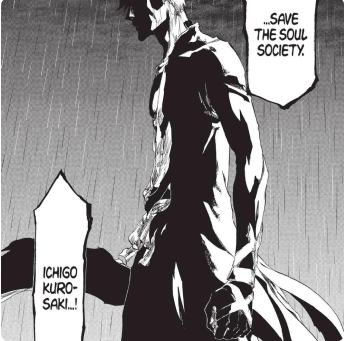 ...SAVE
THE SOUL
SOCIETY.
ICHIGO
KURO-
SAKI...!